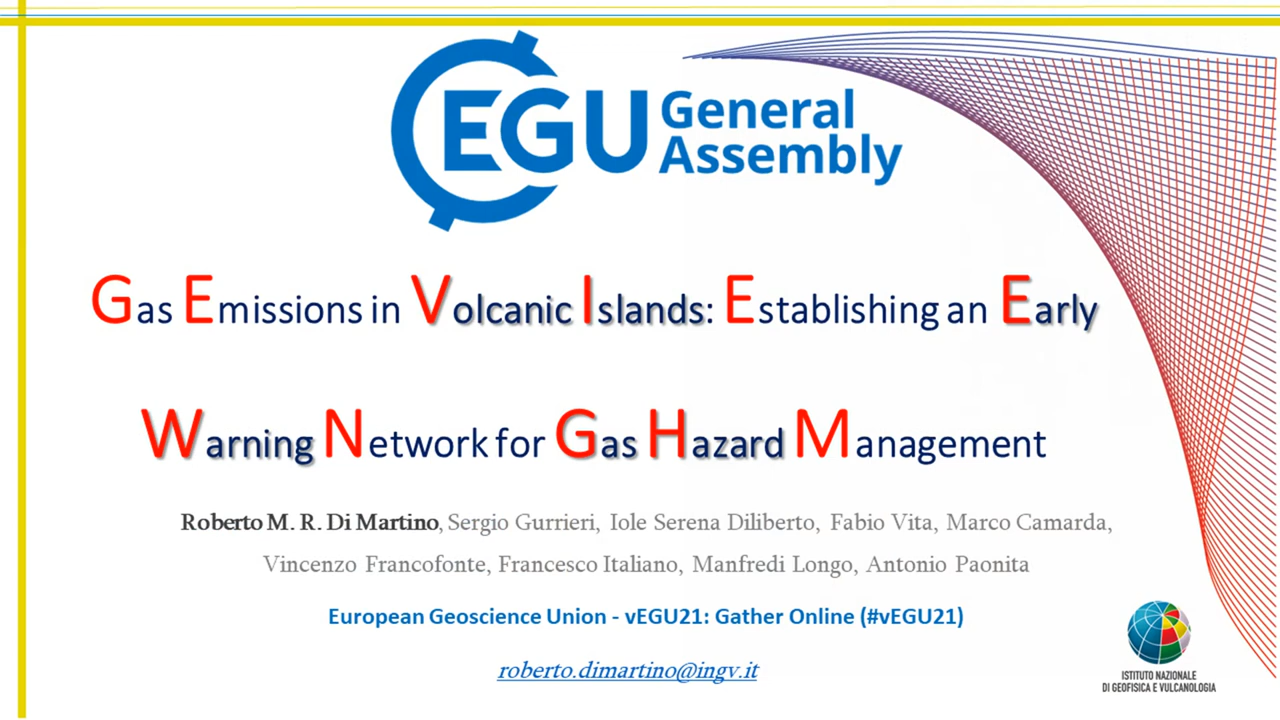 EGU General Assembly
Gas Emissions in Volcanic Islands: Establishing an Early
Warning Network for Gas Hazard Management
Roberto M. R. Di Martino, Sergio Gurrieri, Iole Serena Diliberto, Fabio Vita, Marco Camarda,
Vincenzo Francofonte, Francesco Italiano, Manfredi Longo, Antonio Paonita
European Geoscience Union - vEGU21: Gather Online (#vEGU21)
roberto.dimartino@ingv.it
ISTITUTO NAZIONALE
DI GEOFISICA E VULCANOLOGIA